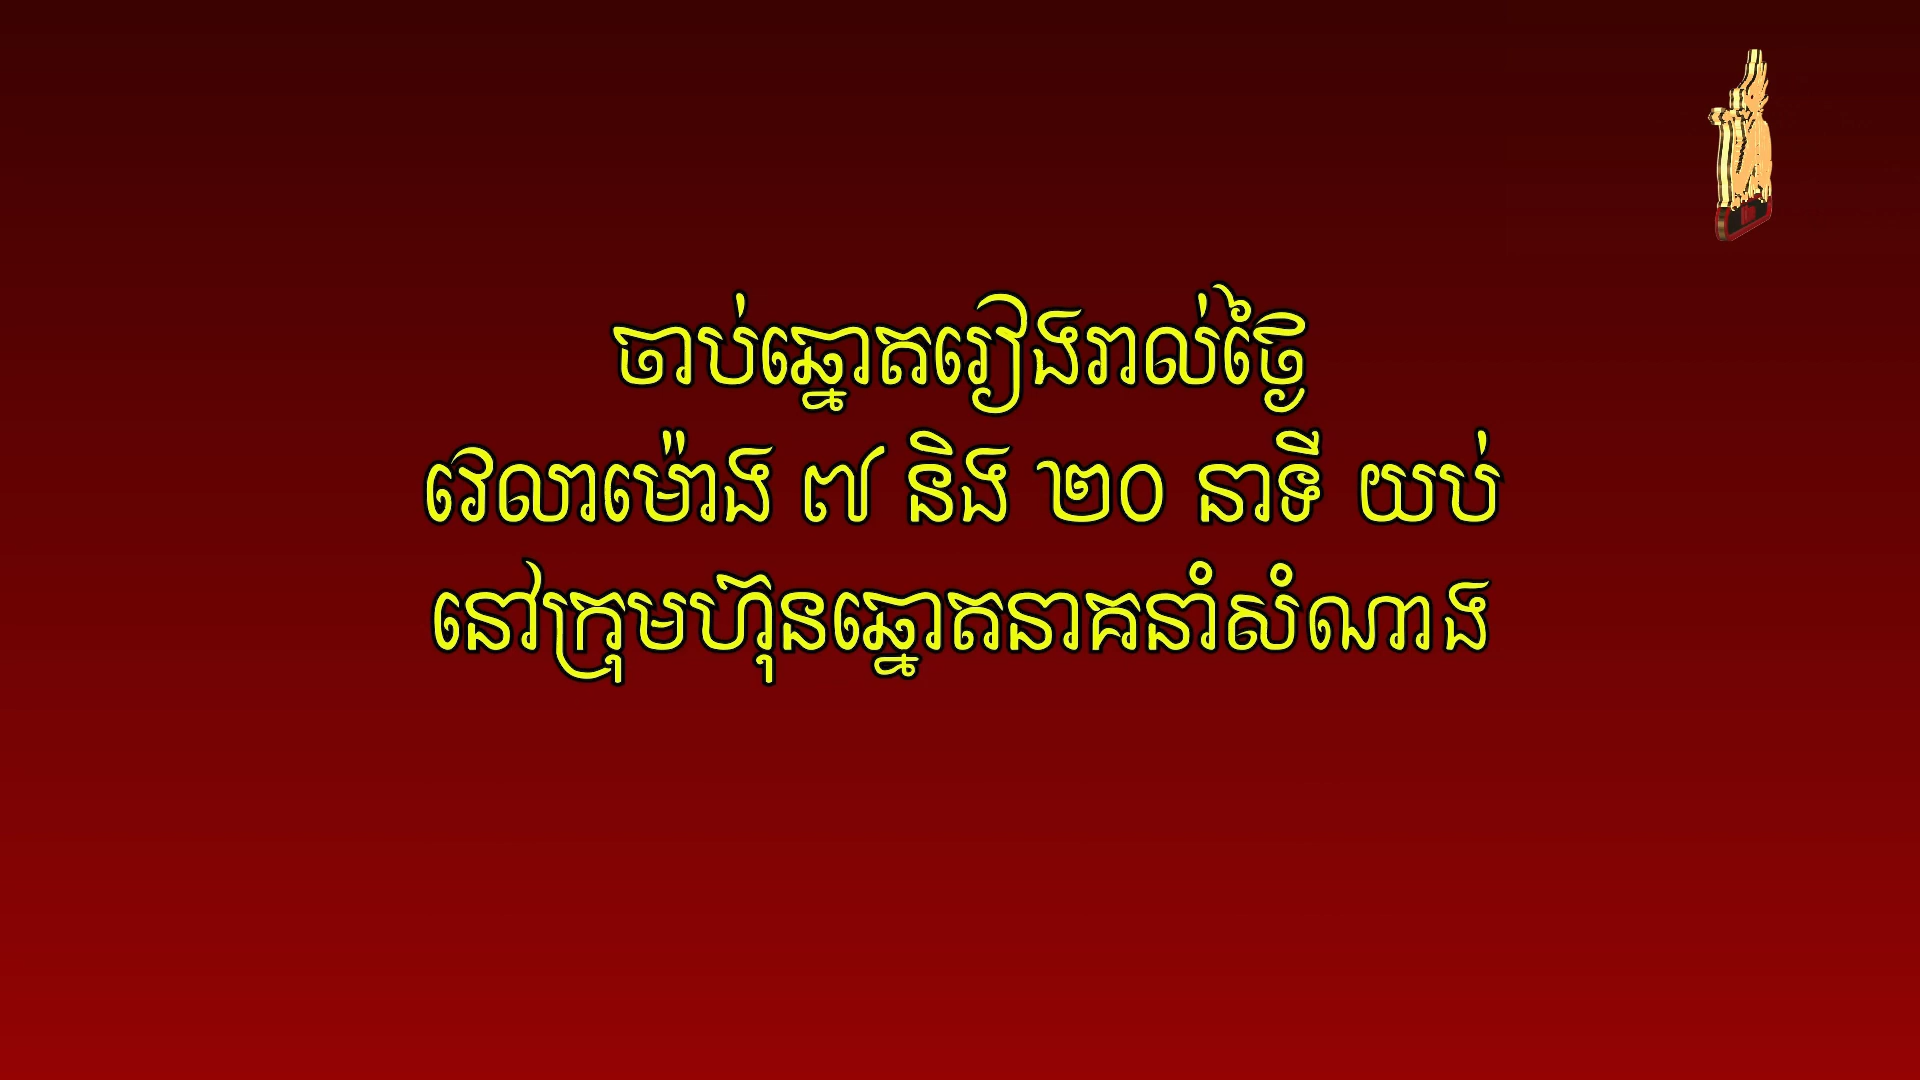 ចាប់ឆ្នោតរៀងរាល់ថ្ងៃ
វេលាម៉ោង ៧ និង ២០ នាទី យប់
នៅក្រុមហ៊ុនឆ្នោតនាគនាំសំណាង